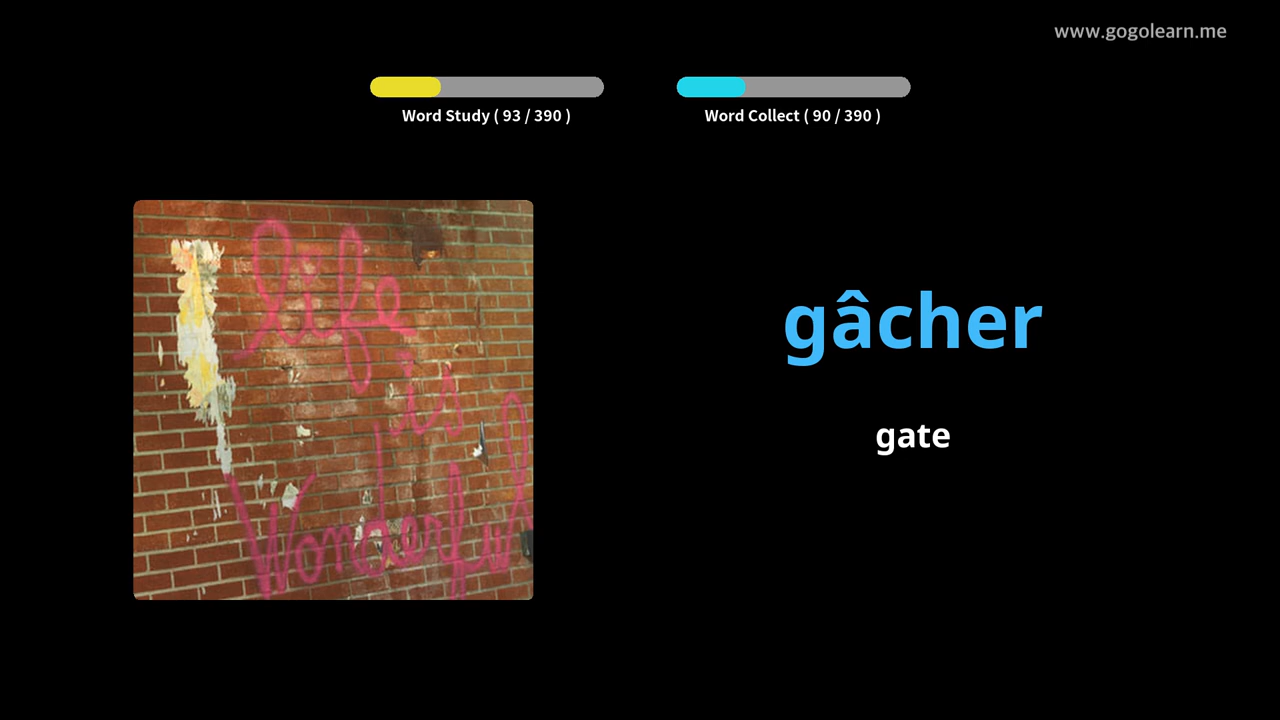 www.gogolearn.me
Word Study ( 93 / 390 )
Word Collect ( 90 / 390 )
life
is
Wonderful
gâcher
gate